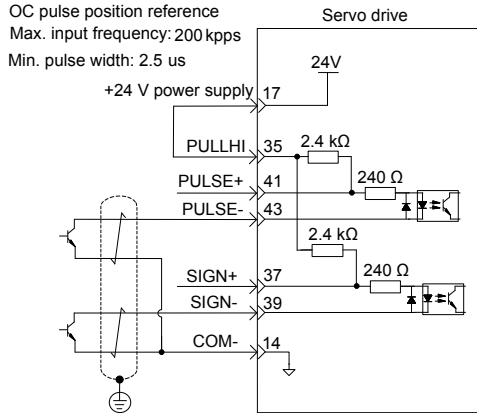 OC pulse position reference
Servo drive
Max. input frequency: 200 kpps
Min. pulse width: 2.5 us
24V
+24 V power supply 17
PULLHI 35 2.4 kΩ
PULSE+ 41 240 Ω
PULSE- 43
2.4 kΩ
SIGN+ 37 240 Ω
SIGN- 39
COM- 14